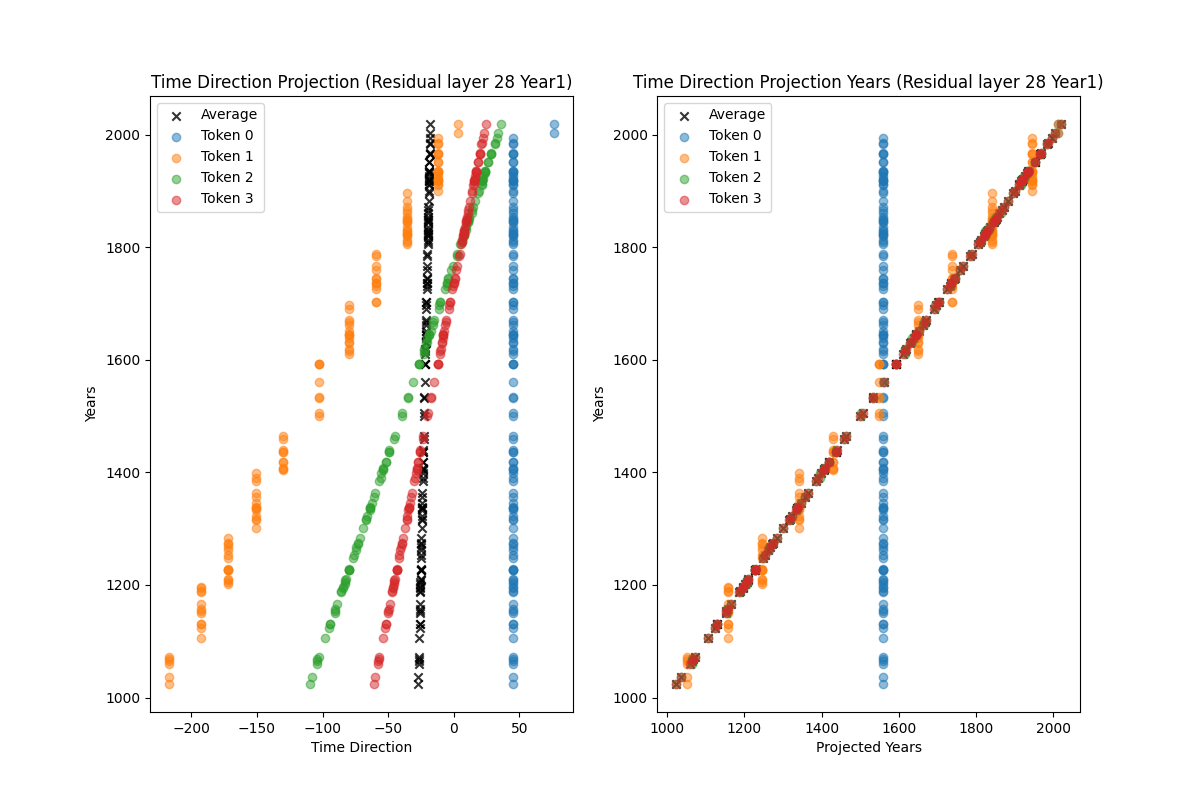 Time Direction Projection (Residual layer 28 Year1)
Average
Token 0
Token 1
Token 2
Token 3
2000
1800
1600
1400
1200
1000
Years
−200 −150 −100 −50 0 50
Time Direction
Time Direction Projection Years (Residual layer 28 Year1)
Average
Token 0
Token 1
Token 2
Token 3
2000
1800
1600
1400
1200
1000
Years
1000 1200 1400 1600 1800 2000
Projected Years